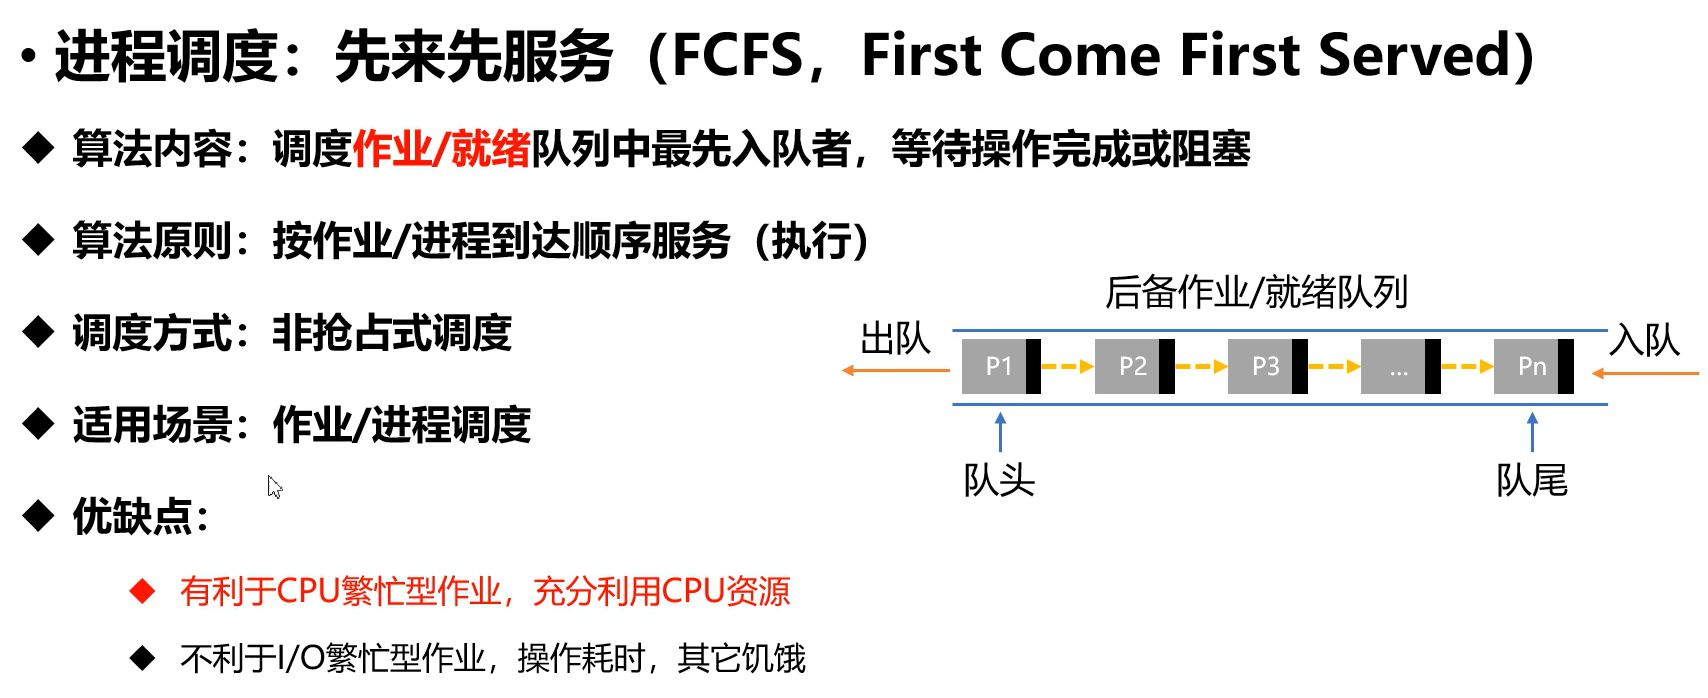 • 进程调度：先来先服务（FCFS，First Come First Served）
◆ 算法内容：调度作业/就绪队列中最先入队者，等待操作完成或阻塞
◆ 算法原则：按作业/进程到达顺序服务（执行）
◆ 调度方式：非抢占式调度
◆ 适用场景：作业/进程调度
◆ 优缺点：
◆ 有利于CPU繁忙型作业，充分利用CPU资源
◆ 不利于I/O繁忙型作业，操作耗时，其它饥饿
后备作业/就绪队列
出队
P1 P2 P3 ... Pn
入队
队头
队尾